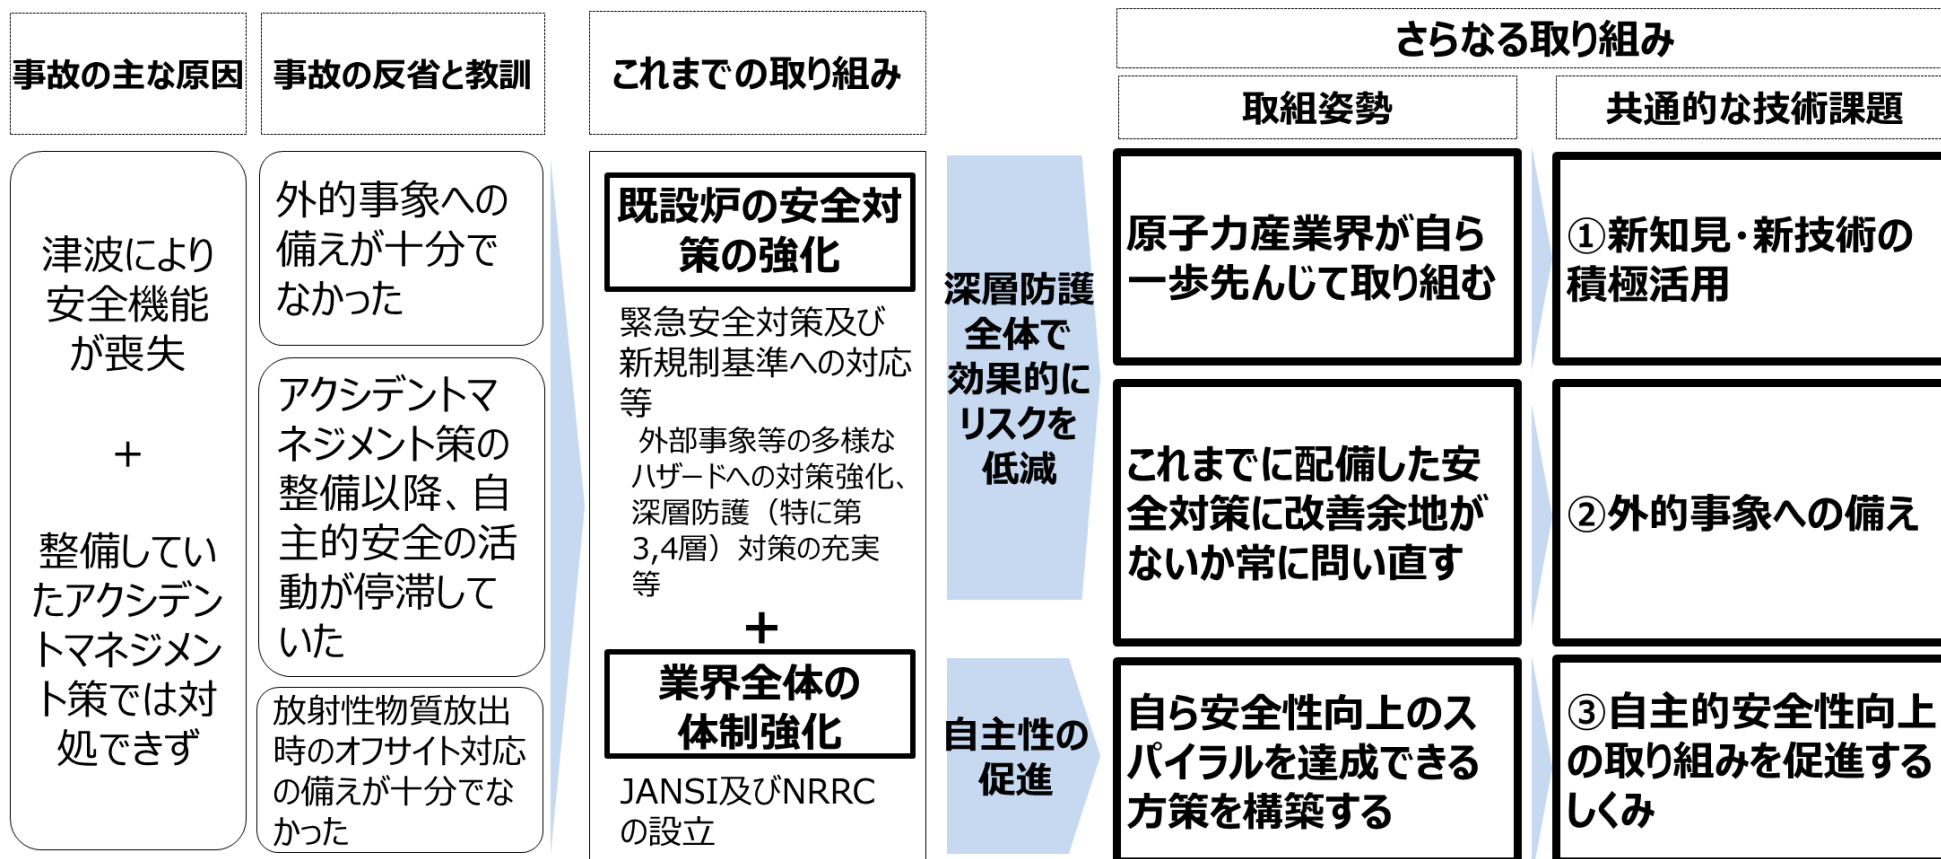 事故の主な原因
事故の反省と教訓
これまでの取り組み
さらなる取り組み
取組姿勢
共通的な技術課題
津波により
安全機能
が喪失
+
整備してい
たアクシデン
トマネジメン
ト策では対
処できず
外的事象への
備えが十分で
なかった
アクシデントマ
ネジメント策の
整備以降、自
主的安全の活
動が停滞して
いた
放射性物質放出
時のオフサイト対応
の備えが十分でな
かった
既設炉の安全対
策の強化
緊急安全対策及び
新規制基準への対応
等
外部事象等の多様な
ハザードへの対策強化、
深層防護（特に第
3,4層）対策の充実
等
+
業界全体の
体制強化
JANSI及びNRRC
の設立
深層防護
全体で
効果的に
リスクを
低減
自主性の
促進
原子力産業界が自ら
一歩先んじて取り組む
これまでに配備した安
全対策に改善余地が
ないか常に問い直す
自ら安全性向上のス
パイラルを達成できる
方策を構築する
①新知見・新技術の
積極活用
②外的事象への備え
③自主的安全性向上
の取り組みを促進する
しくみ